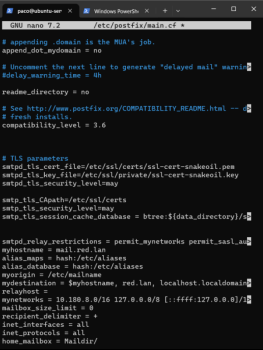 paco@ubuntu-ser
Windows PowerSh
GNU nano 7.2 /etc/postfix/main.cf *
# appending .domain is the MUA's job.
append_dot_mydomain = no
# Uncomment the next line to generate "delayed mail" warnin>
#delay_warning_time = 4h
readme_directory = no
# See http://www.postfix.org/COMPATIBILITY_README.html -- d>
# fresh installs.
compatibility_level = 3.6
# TLS parameters
smtpd_tls_cert_file=/etc/ssl/certs/ssl-cert-snakeoil.pem
smtpd_tls_key_file=/etc/ssl/private/ssl-cert-snakeoil.key
smtpd_tls_security_level=may
smtp_tls_CApath=/etc/ssl/certs
smtp_tls_security_level=may
smtp_tls_session_cache_database = btree:${data_directory}/s>
smtpd_relay_restrictions = permit_mynetworks permit_sasl_au>
myhostname = mail.red.lan
alias_maps = hash:/etc/aliases
alias_database = hash:/etc/aliases
myorigin = /etc/mailname
mydestination = $myhostname, red.lan, localhost.localdomain>
relayhost =
mynetworks = 10.180.8.0/16 127.0.0.0/8 [::ffff:127.0.0.0]/1>
mailbox_size_limit = 0
recipient_delimiter = +
inet_interfaces = all
inet_protocols = all
home_mailbox = Maildir/